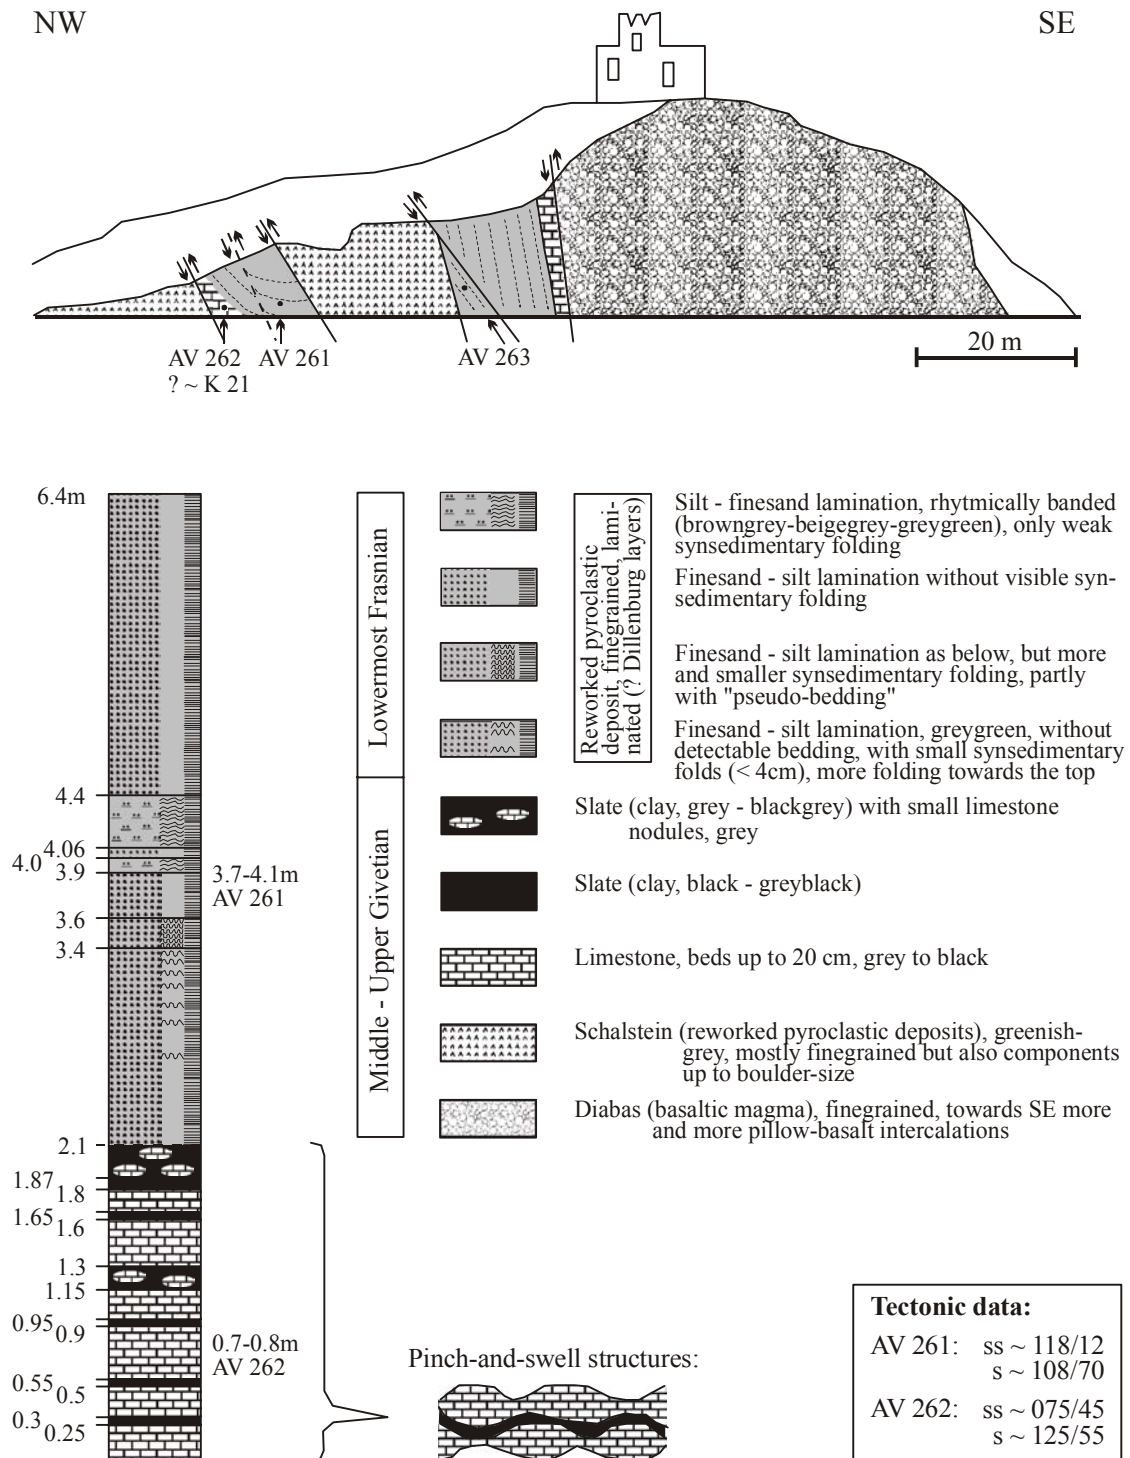 NW
SE
20 m
AV 262
? ~ K 21
AV 261
AV 263
6.4m
4.4
4.06
4.0
3.9
3.6
3.4
2.1
1.87
1.8
1.65
1.6
1.3
1.15
0.95
0.9
0.55
0.5
0.3
0.25
3.7-4.1m
AV 261
0.7-0.8m
AV 262
Lowermost Frasnian
Middle - Upper Givetian
Reworked pyroclastic
deposit, finegrained, lami-
nated (? Dillenburg layers)
Silt - finesand lamination, rhytmically banded
(browngrey-beigegrey-greygreen), only weak
synsedimentary folding
Finesand - silt lamination without visible syn-
sedimentary folding
Finesand - silt lamination as below, but more
and smaller synsedimentary folding, partly
with "pseudo-bedding"
Finesand - silt lamination, greygreen, without
detectable bedding, with small synsedimentary
folds (< 4cm), more folding towards the top
Slate (clay, grey - blackgrey) with small limestone
nodules, grey
Slate (clay, black - greyblack)
Limestone, beds up to 20 cm, grey to black
Schalstein (reworked pyroclastic deposits), greenish-
grey, mostly finegrained but also components
up to boulder-size
Diabas (basaltic magma), finegrained, towards SE more
and more pillow-basalt intercalations
Pinch-and-swell structures:
Tectonic data:
AV 261: ss ~ 118/12
s ~ 108/70
AV 262: ss ~ 075/45
s ~ 125/55